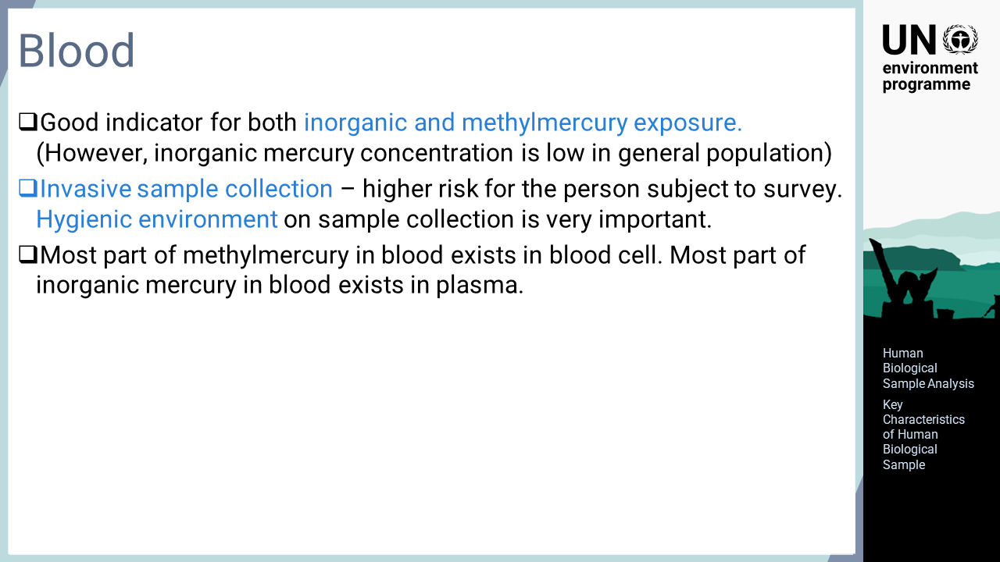 Blood
❑Good indicator for both inorganic and methylmercury exposure.
(However, inorganic mercury concentration is low in general population)
❑Invasive sample collection – higher risk for the person subject to survey.
Hygienic environment on sample collection is very important.
❑Most part of methylmercury in blood exists in blood cell. Most part of
inorganic mercury in blood exists in plasma.
UN
environment
programme
Human
Biological
Sample Analysis
Key
Characteristics
of Human
Biological
Sample